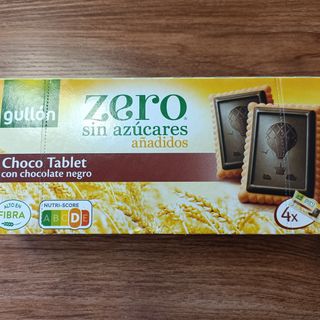 gullón
zero
sin azúcares
añadidos
Choco Tablet
con chocolate negro
ALTO EN
FIBRA
NUTRI-SCORE
A B C D E
4x